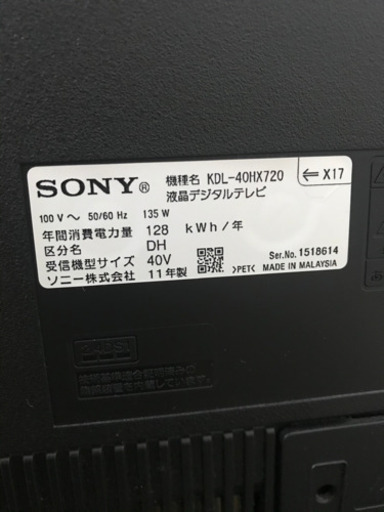 SONY®
機種名 KDL-40HX720
液晶デジタルテレビ
⇐ X17
100 V ～ 50/60 Hz 135 W
年間消費電力量 128 kWh/年
区分名 DH
受信機型サイズ 40V
ソニー株式会社 11年製
Ser.No. 1518614
>PET< MADE IN MALAYSIA